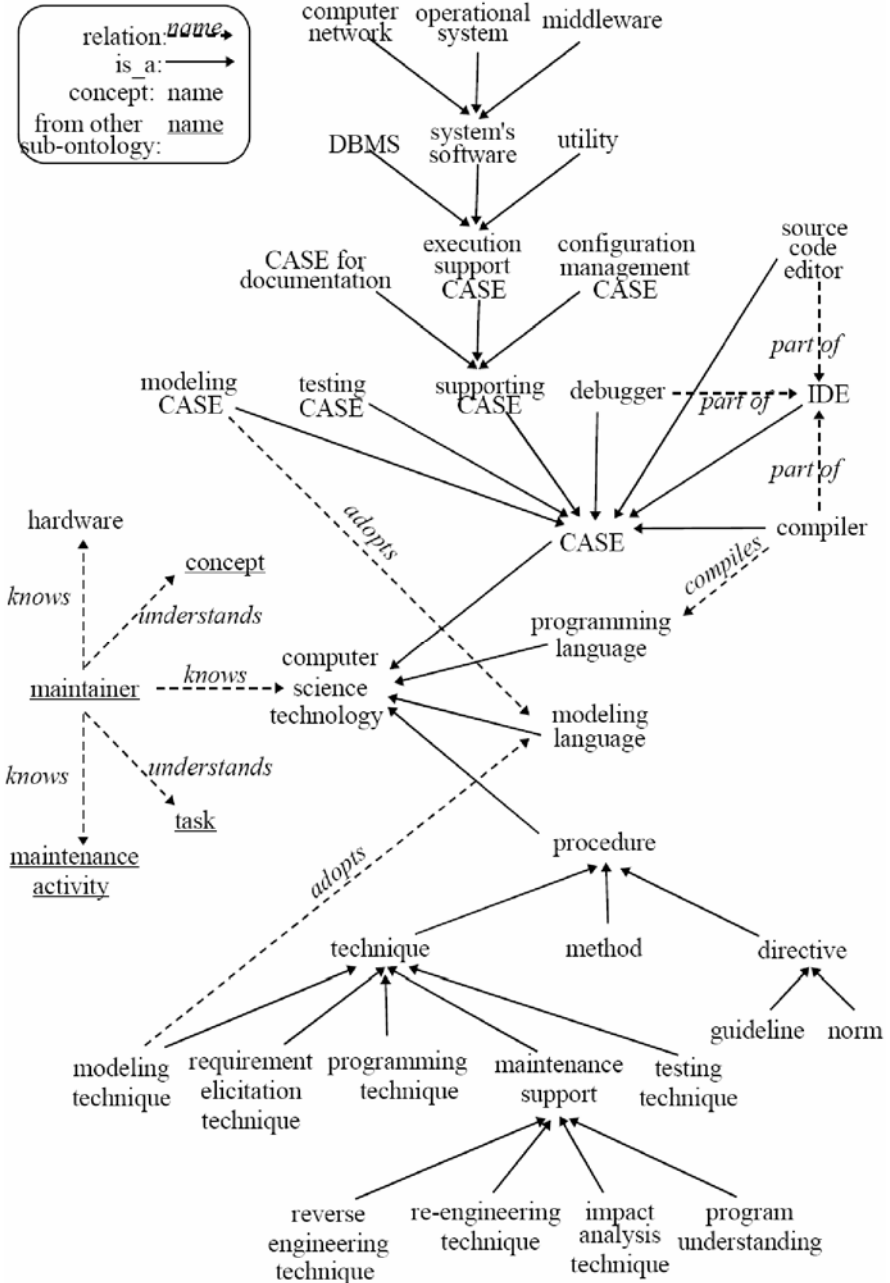 relation: name
is_a:
concept: name
from other name
sub-ontology:
computer
network
operational
system
middleware
DBMS
system's
software
utility
CASE for
documentation
execution
support
CASE
configuration
management
CASE
source
code
editor
part of
modeling
CASE
testing
CASE
supporting
CASE
debugger
part of
IDE
part of
hardware
adopts
CASE
compiler
concept
compiles
knows
understands
programming
language
maintainer
knows
computer
science
technology
modeling
language
knows
understands
task
maintenance
activity
adopts
procedure
technique
method
directive
guideline
norm
modeling
technique
requirement
elicitation
technique
programming
technique
maintenance
support
testing
technique
reverse
engineering
technique
re-engineering
technique
impact
analysis
technique
program
understanding